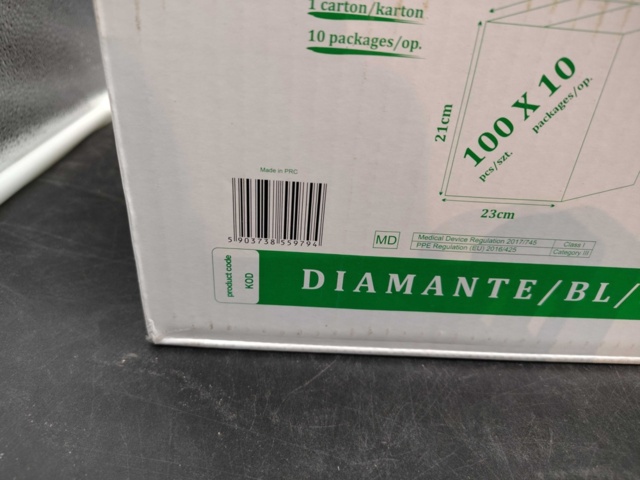 1 carton/karton
10 packages/op.
100 X 10
pcs/szt.
packages/op.
21cm
23cm
Made in PRC
5 903738 559794
MD
Medical Device Regulation 2017/745
Class I
PPE Regulation (EU) 2016/425
Category III
product code
KOD
DIAMANTE/BL/